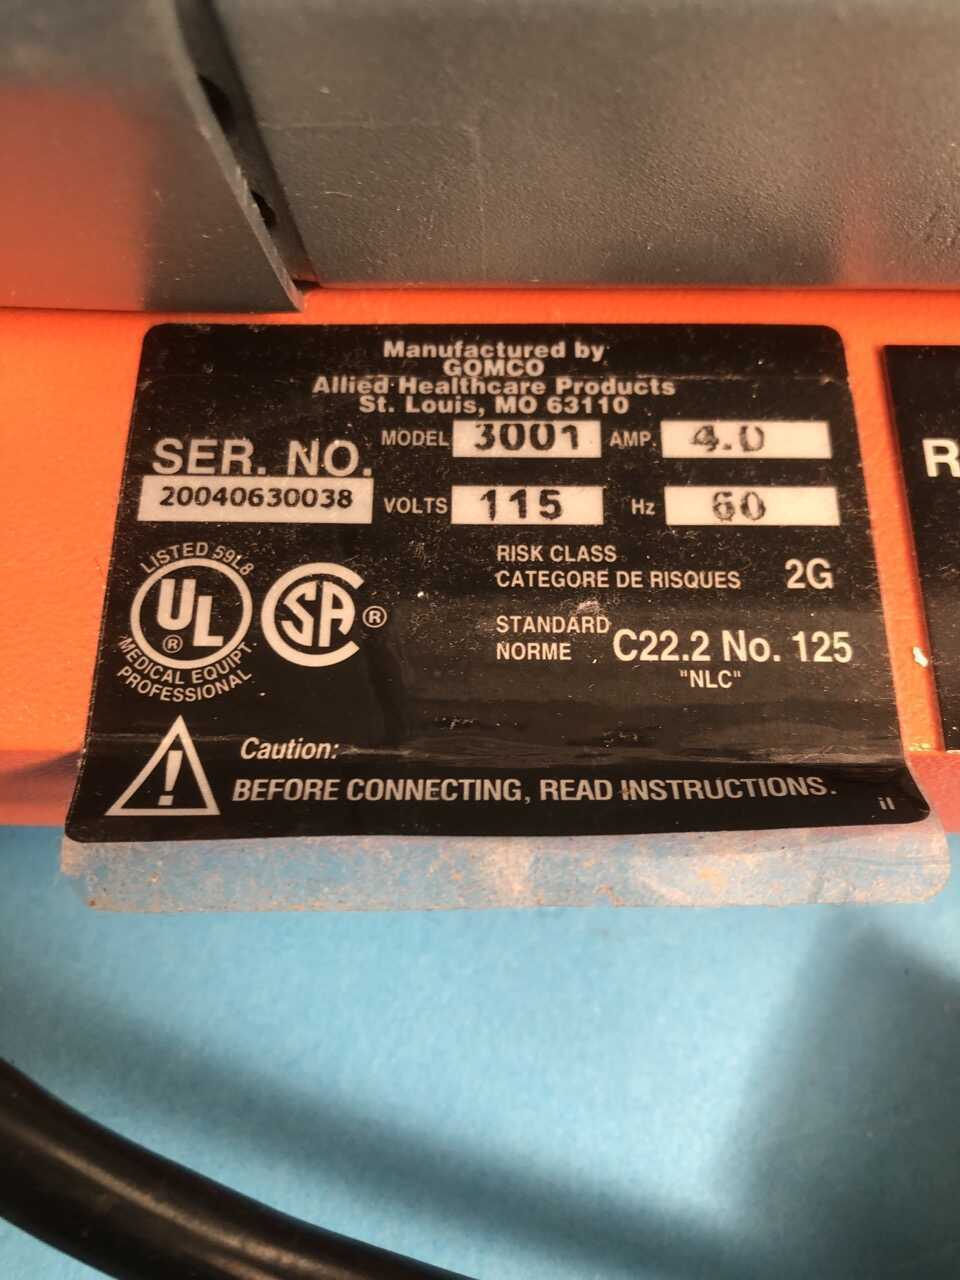 Manufactured by
GOMCO
Allied Healthcare Products
St. Louis, MO 63110
MODEL 3001 AMP. 4.0
SER. NO.
20040630038
VOLTS 115 Hz 60
LISTED 59L8
UL
®
MEDICAL EQUIPT.
PROFESSIONAL
SA ®
RISK CLASS
CATEGORE DE RISQUES 2G
STANDARD
NORME C22.2 No. 125
"NLC"
Caution:
BEFORE CONNECTING, READ INSTRUCTIONS.
R